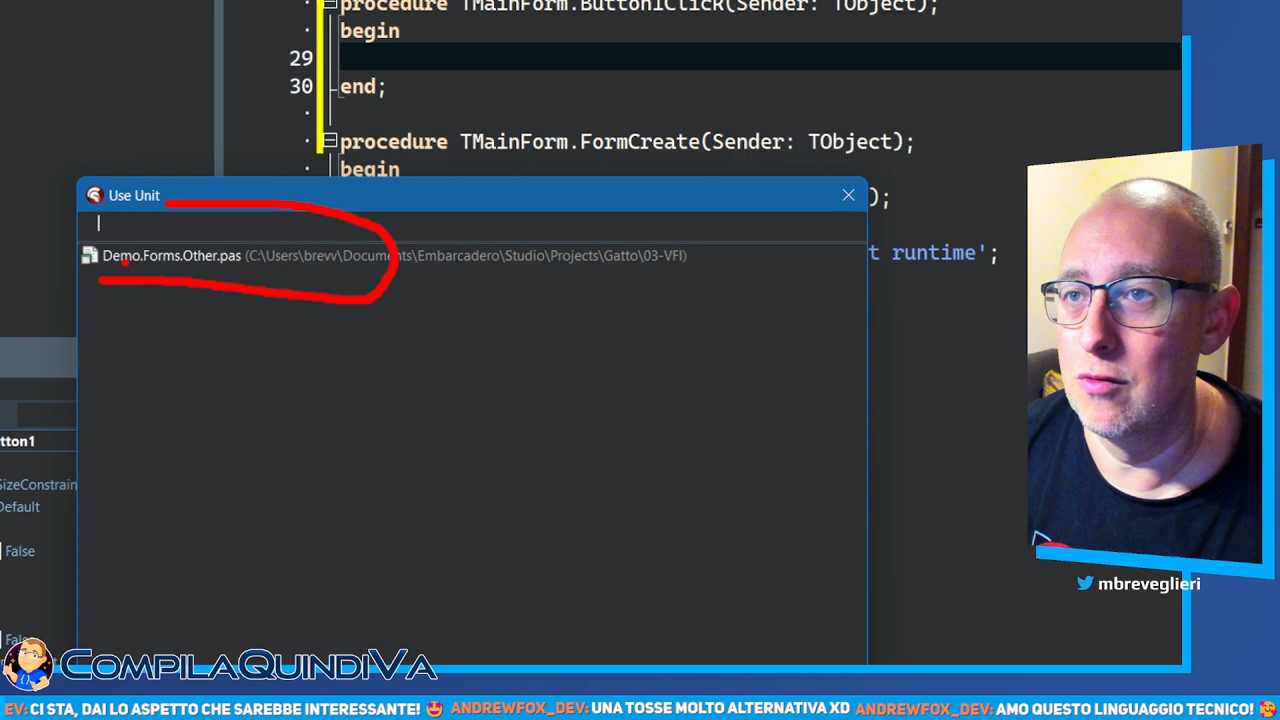 procedure TMainForm.Button1Click(Sender: TObject);
begin
29
30 end;
procedure TMainForm.FormCreate(Sender: TObject);
begin
Use Unit
);
Demo.Forms.Other.pas (C:\Users\brevv\Documents\Embarcadero\Studio\Projects\Gatto\03-VFI)
t runtime';
tton1
SizeConstrain
Default
False
mbreveglieri
CompilaQuindiVa
EV: CI STA, DAI LO ASPETTO CHE SAREBBE INTERESSANTE! ANDREWFOX_DEV: UNA TOSSE MOLTO ALTERNATIVA XD ANDREWFOX_DEV: AMO QUESTO LINGUAGGIO TECNICO!